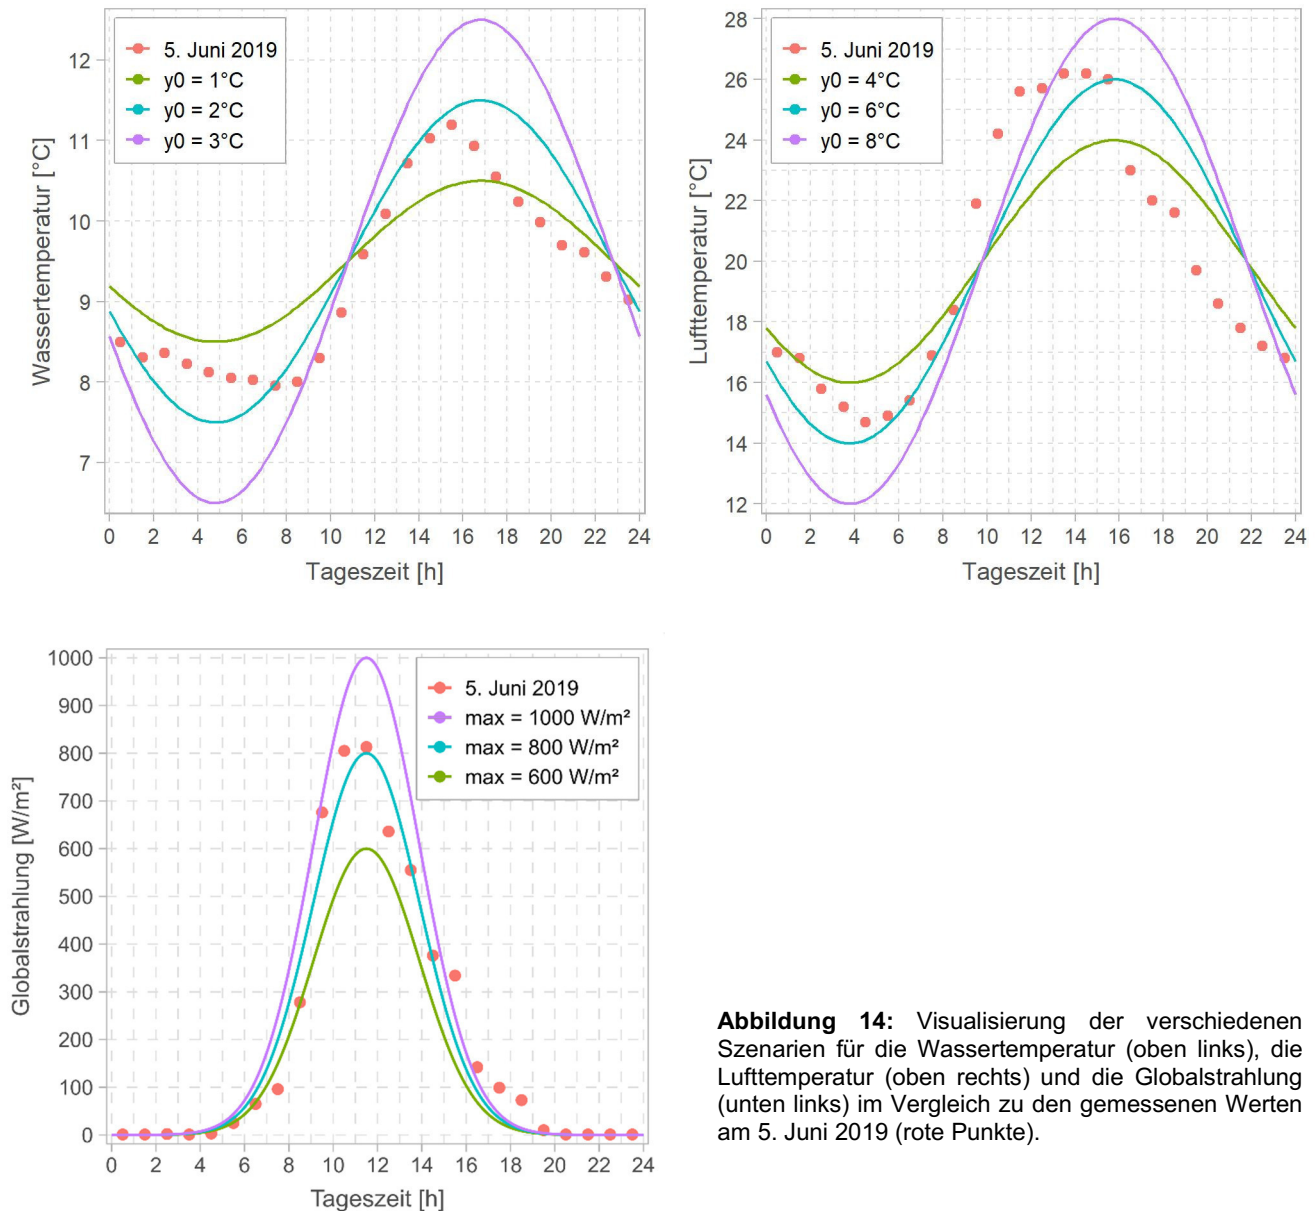 5. Juni 2019
y0 = 1°C
y0 = 2°C
y0 = 3°C
12
11
10
9
8
7
Wassertemperatur [°C]
0 2 4 6 8 10 12 14 16 18 20 22 24
Tageszeit [h]
5. Juni 2019
y0 = 4°C
y0 = 6°C
y0 = 8°C
28
26
24
22
20
18
16
14
12
Lufttemperatur [°C]
0 2 4 6 8 10 12 14 16 18 20 22 24
Tageszeit [h]
5. Juni 2019
max = 1000 W/m²
max = 800 W/m²
max = 600 W/m²
1000
900
800
700
600
500
400
300
200
100
0
Globalstrahlung [W/m²]
0 2 4 6 8 10 12 14 16 18 20 22 24
Tageszeit [h]
Abbildung 14: Visualisierung der verschiedenen
Szenarien für die Wassertemperatur (oben links), die
Lufttemperatur (oben rechts) und die Globalstrahlung
(unten links) im Vergleich zu den gemessenen Werten
am 5. Juni 2019 (rote Punkte).